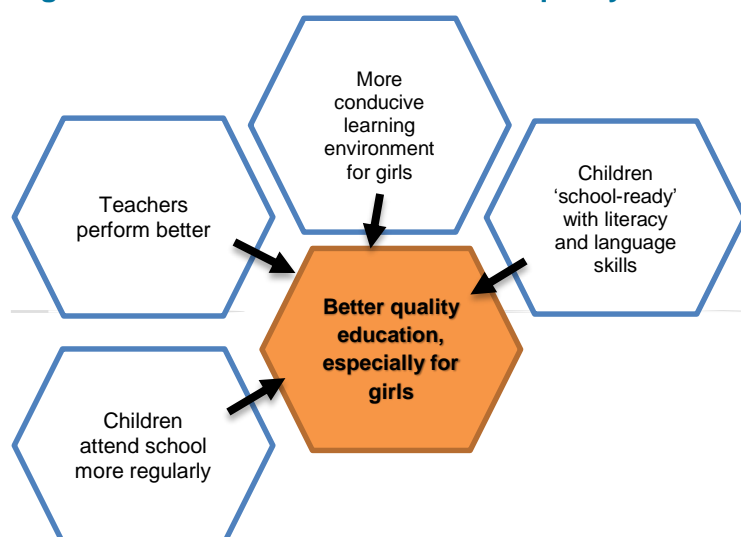 More
conducive
learning
environment
for girls
Children
‘school-ready’
with literacy
and language
skills
Teachers
perform better
Better quality
education,
especially for
girls
Children
attend school
more regularly